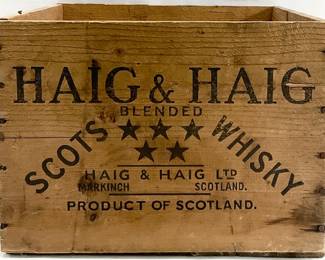 HAIG & HAIG
BLENDED
SCOTS WHISKY
HAIG & HAIG LTD
MARKINCH SCOTLAND.
PRODUCT OF SCOTLAND.